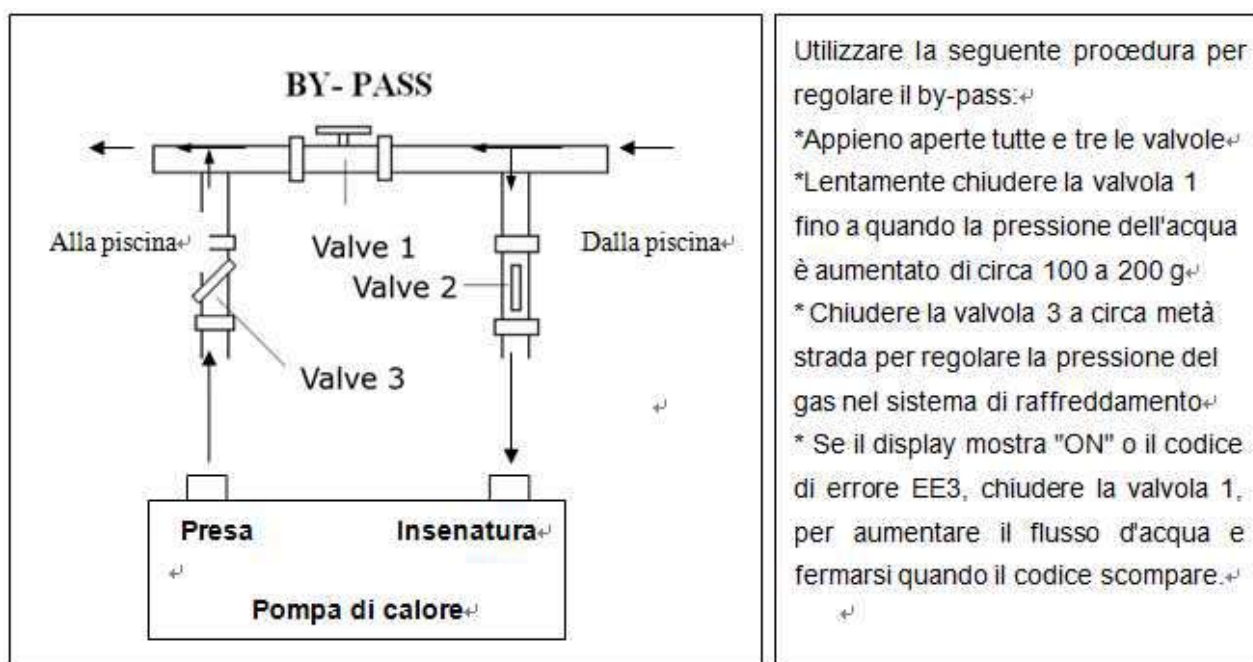 BY- PASS
Alla piscina
Valve 1
Dalla piscina
Valve 2
Valve 3
Presa
Insenatura
Pompa di calore
Utilizzare la seguente procedura per
regolare il by-pass:
*Appieno aperte tutte e tre le valvole
*Lentamente chiudere la valvola 1
fino a quando la pressione dell'acqua
è aumentato di circa 100 a 200 g
* Chiudere la valvola 3 a circa metà
strada per regolare la pressione del
gas nel sistema di raffreddamento
* Se il display mostra "ON" o il codice
di errore EE3, chiudere la valvola 1,
per aumentare il flusso d'acqua e
fermarsi quando il codice scompare.